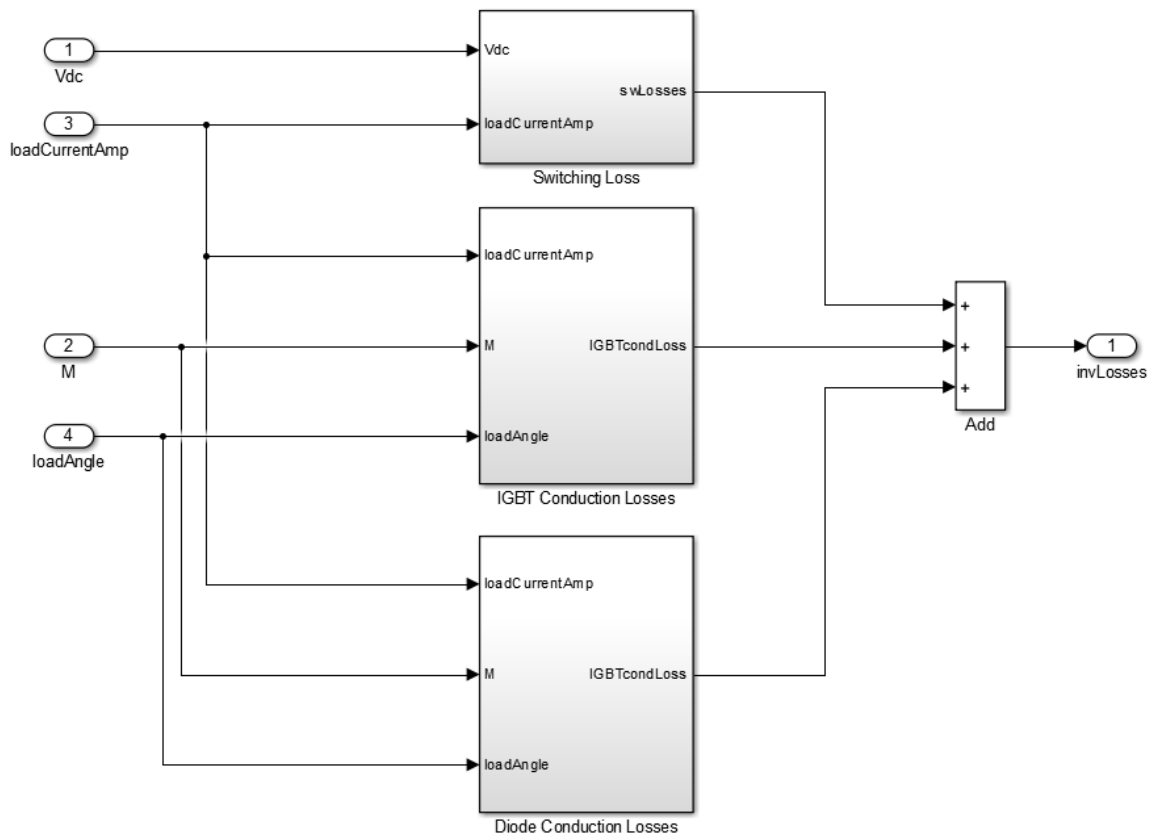 1
Vdc
3
loadCurrentAmp
2
M
4
loadAngle
Vdc
swLosses
loadCurrentAmp
Switching Loss
loadCurrentAmp
M
IGBTcondLoss
loadAngle
IGBT Conduction Losses
loadCurrentAmp
M
IGBTcondLoss
loadAngle
Diode Conduction Losses
+
+
+
Add
1
invLosses